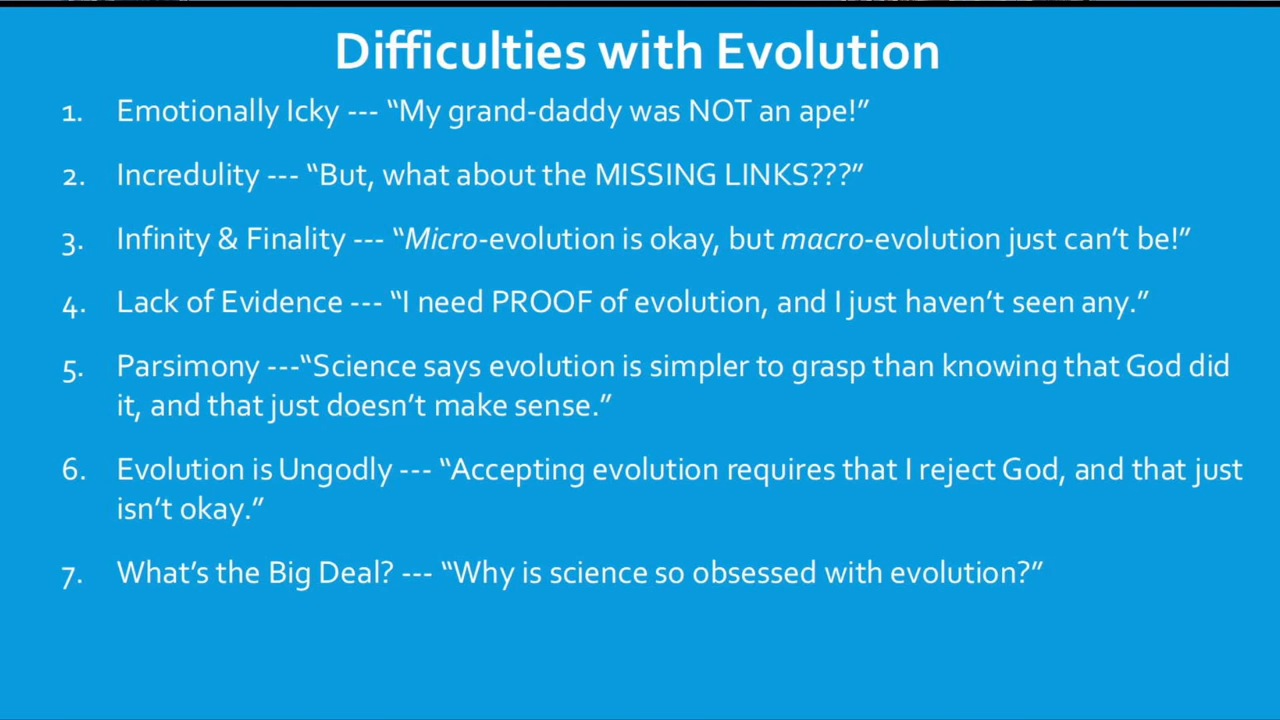 Difficulties with Evolution
1. Emotionally Icky --- “My grand-daddy was NOT an ape!”
2. Incredulity --- “But, what about the MISSING LINKS???”
3. Infinity & Finality --- “Micro-evolution is okay, but macro-evolution just can’t be!”
4. Lack of Evidence --- “I need PROOF of evolution, and I just haven’t seen any.”
5. Parsimony ---“Science says evolution is simpler to grasp than knowing that God did
it, and that just doesn’t make sense.”
6. Evolution is Ungodly --- “Accepting evolution requires that I reject God, and that just
isn’t okay.”
7. What’s the Big Deal? --- “Why is science so obsessed with evolution?”